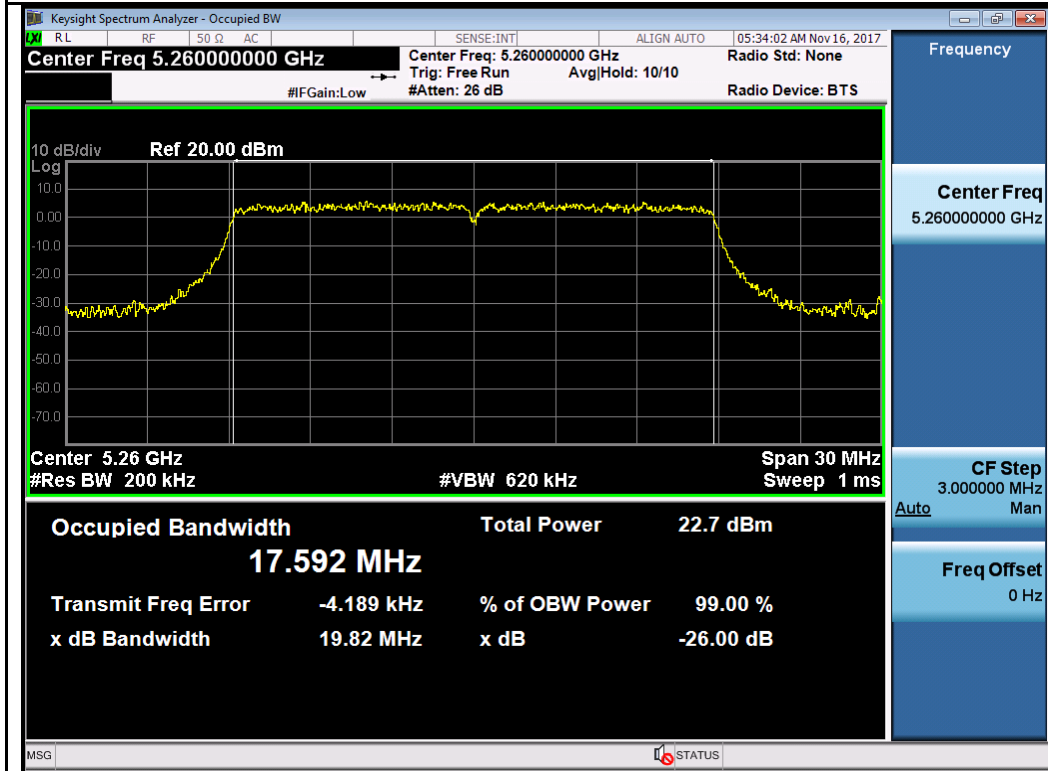 Keysight Spectrum Analyzer - Occupied BW
LXI RL RF 50 Ω AC SENSE:INT ALIGN AUTO 05:34:02 AM Nov 16, 2017
Center Freq 5.260000000 GHz
Center Freq: 5.260000000 GHz Radio Std: None
Trig: Free Run Avg|Hold: 10/10
#IFGain:Low #Atten: 26 dB Radio Device: BTS
10 dB/div Ref 20.00 dBm
Log
10.0
0.00
-10.0
-20.0
-30.0
-40.0
-50.0
-60.0
-70.0
Center 5.26 GHz Span 30 MHz
#Res BW 200 kHz #VBW 620 kHz Sweep 1 ms
Occupied Bandwidth Total Power 22.7 dBm
17.592 MHz
Transmit Freq Error -4.189 kHz % of OBW Power 99.00 %
x dB Bandwidth 19.82 MHz x dB -26.00 dB
Frequency
Center Freq
5.260000000 GHz
CF Step
3.000000 MHz
Auto Man
Freq Offset
0 Hz
MSG STATUS